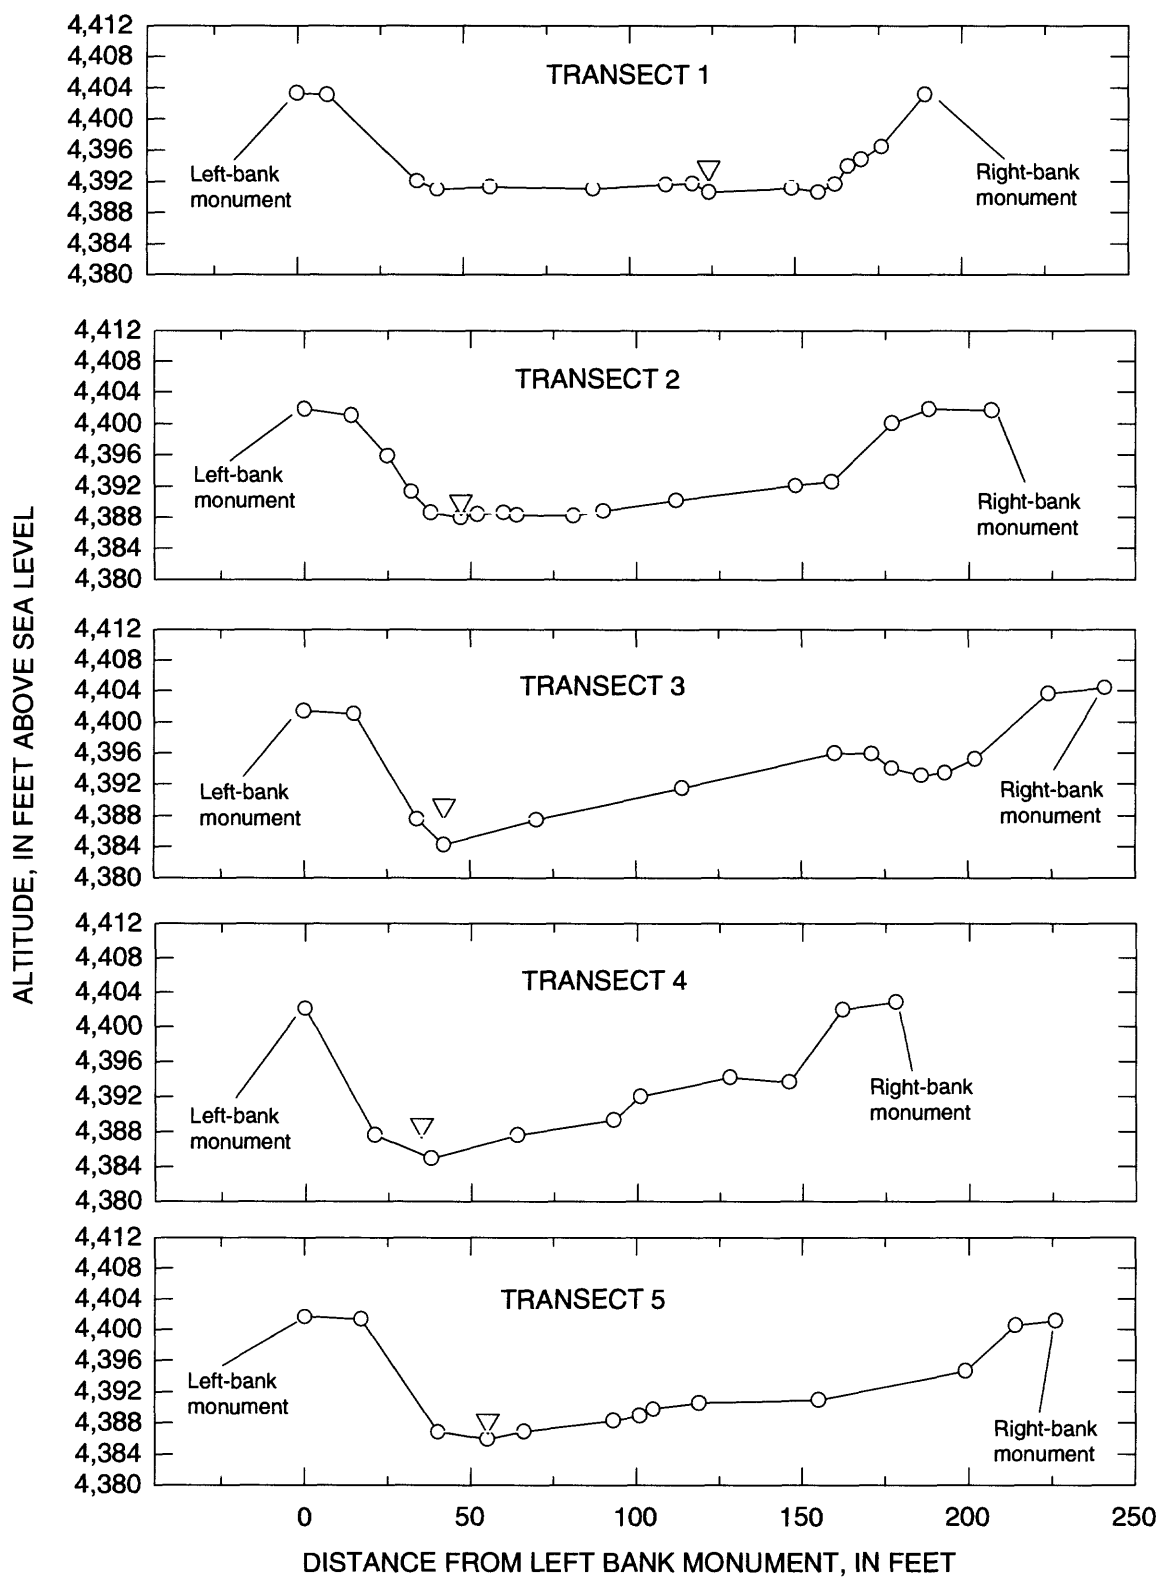 4,412
4,408
4,404
4,400
4,396
4,392
4,388
4,384
4,380
TRANSECT 1
Left-bank
monument
Right-bank
monument
4,412
4,408
4,404
4,400
4,396
4,392
4,388
4,384
4,380
TRANSECT 2
Left-bank
monument
Right-bank
monument
4,412
4,408
4,404
4,400
4,396
4,392
4,388
4,384
4,380
TRANSECT 3
Left-bank
monument
Right-bank
monument
4,412
4,408
4,404
4,400
4,396
4,392
4,388
4,384
4,380
TRANSECT 4
Left-bank
monument
Right-bank
monument
4,412
4,408
4,404
4,400
4,396
4,392
4,388
4,384
4,380
TRANSECT 5
Left-bank
monument
Right-bank
monument
ALTITUDE, IN FEET ABOVE SEA LEVEL
0 50 100 150 200 250
DISTANCE FROM LEFT BANK MONUMENT, IN FEET